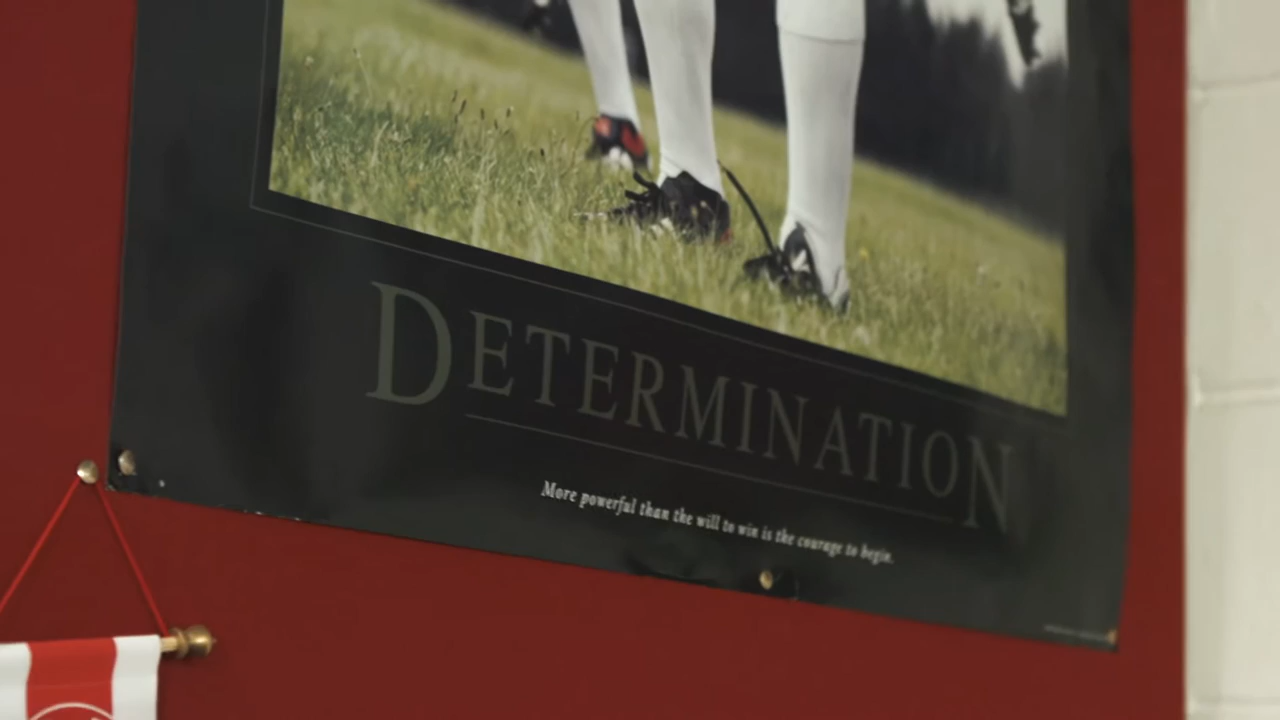 DETERMINATION
More powerful than the will to win is the courage to begin.